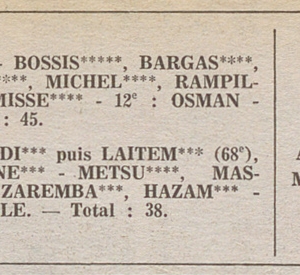 - BOSSIS*****, BARGAS****,
***, MICHEL****, RAMPIL-
MISSE**** - 12e : OSMAN -
: 45.
DI*** puis LAITEM*** (68e),
NE*** - METSU****, MAS-
ZAREMBA***, HAZAM*** -
LE. — Total : 38.
A
M